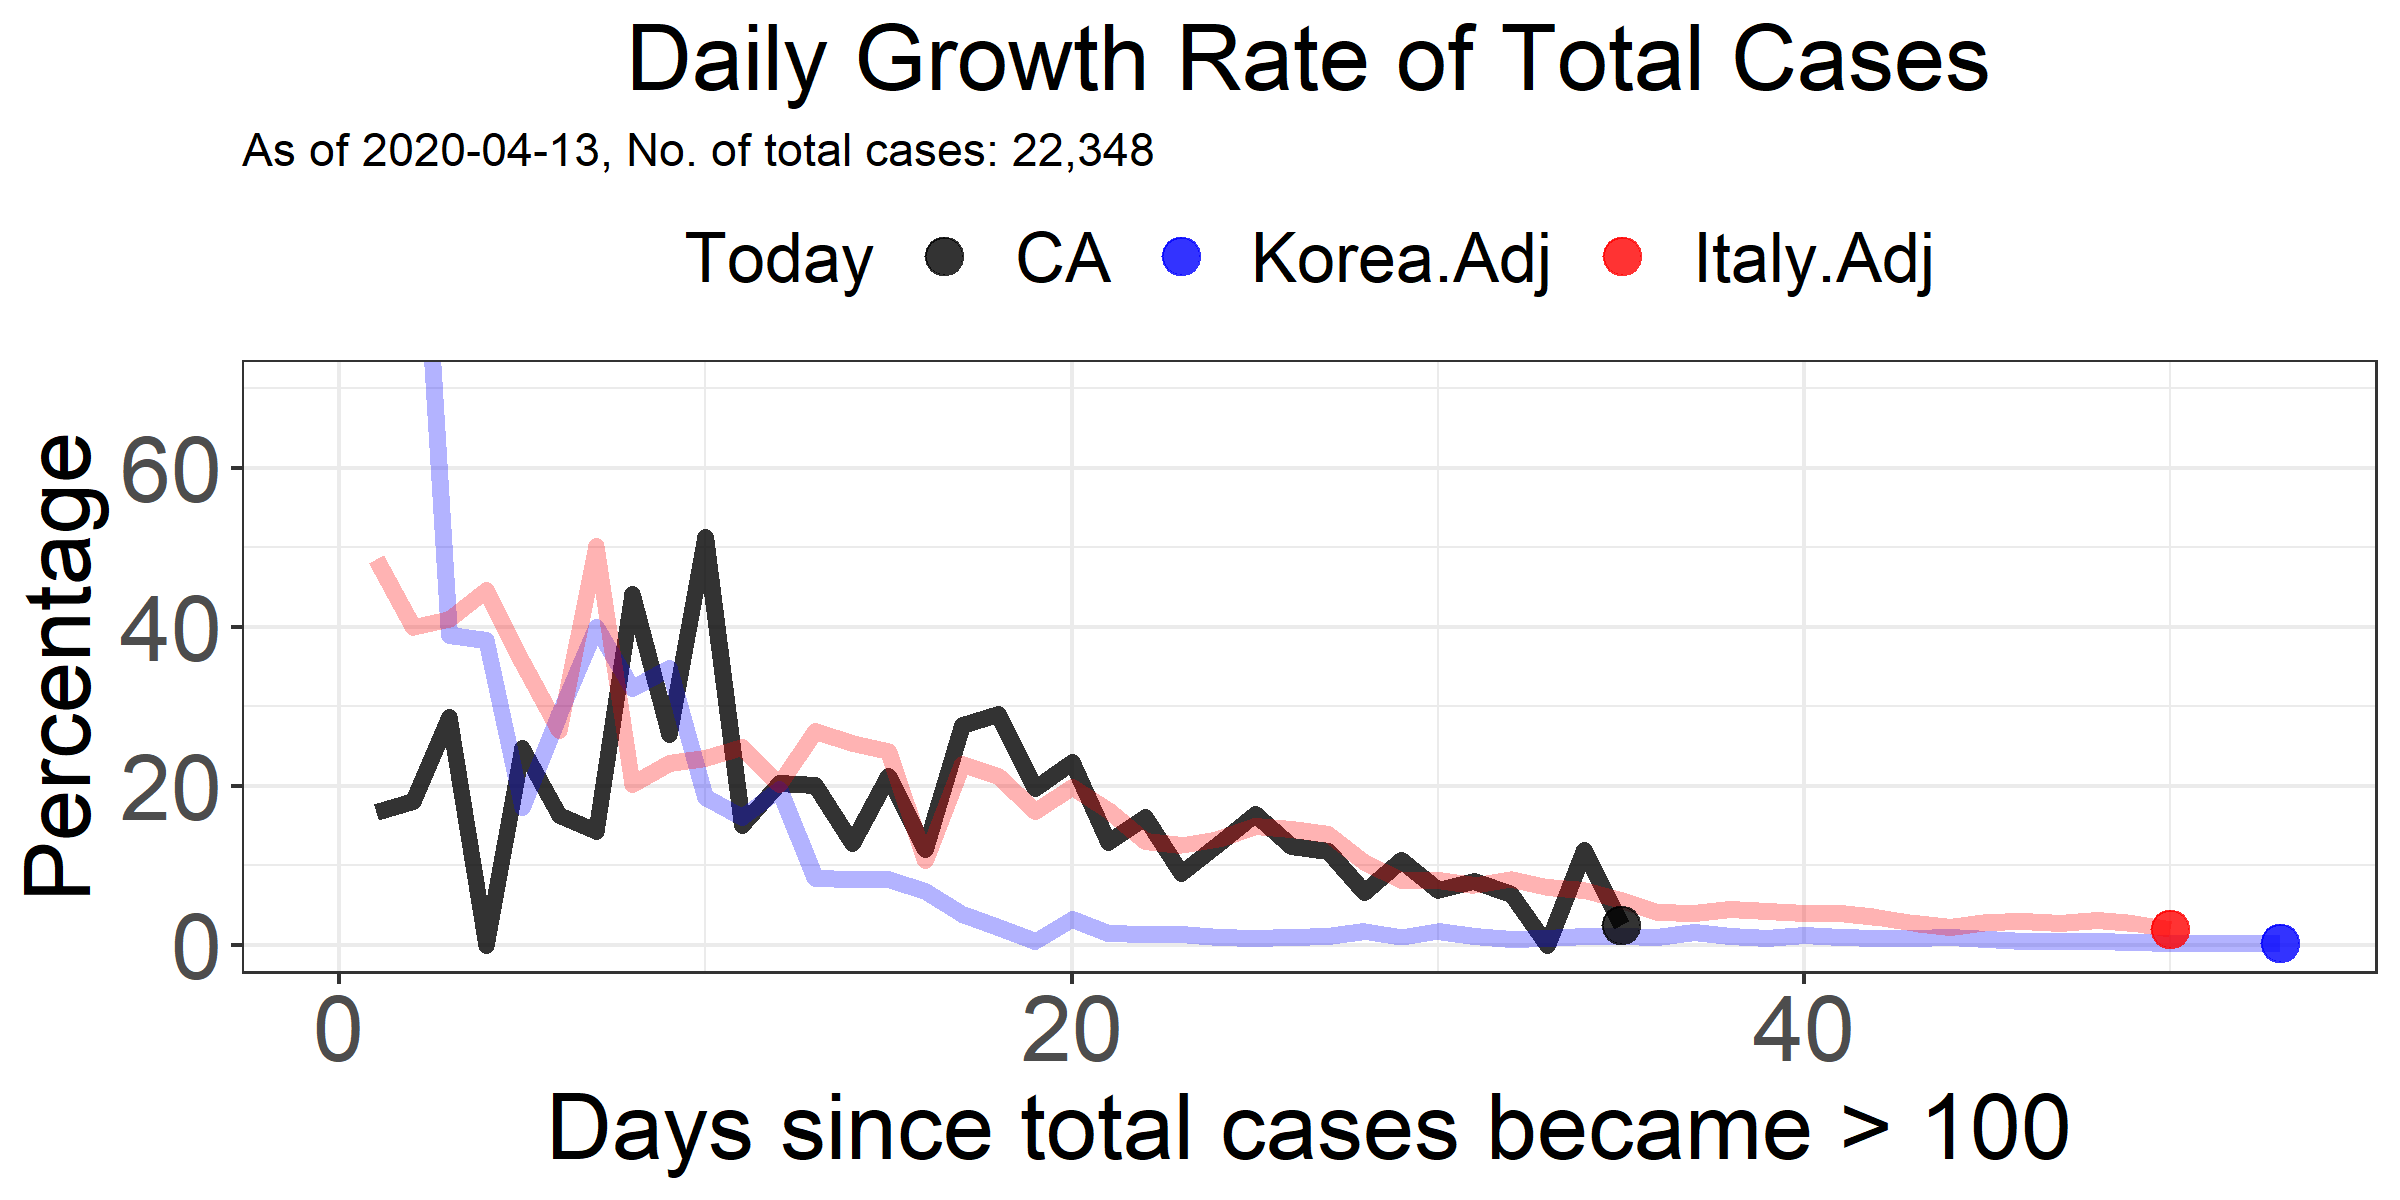 Daily Growth Rate of Total Cases
As of 2020-04-13, No. of total cases: 22,348
Today CA Korea.Adj Italy.Adj
Percentage
60
40
20
0
0 20 40
Days since total cases became > 100